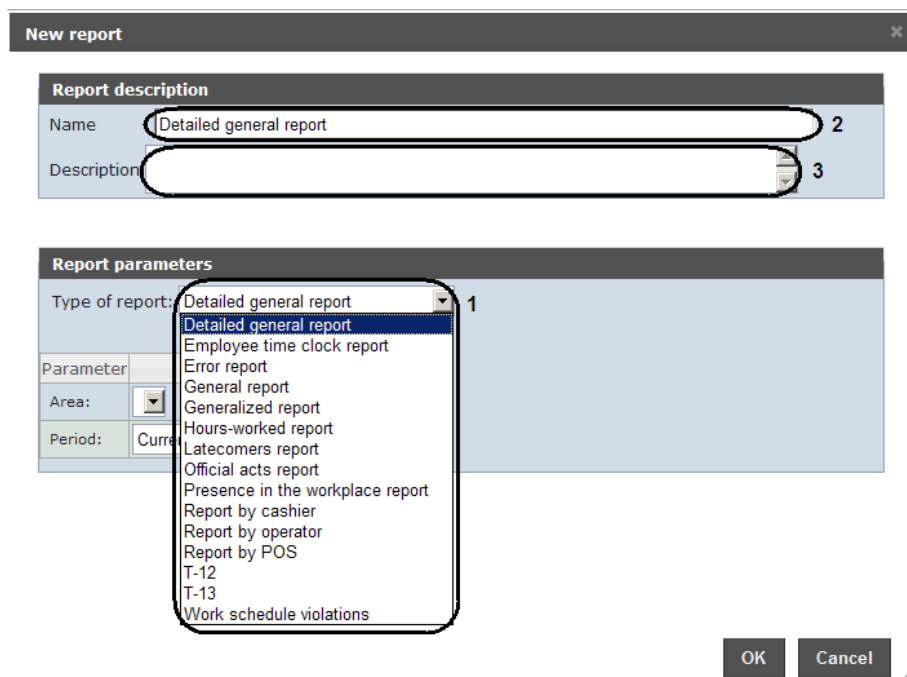 New report
Report description
Name Detailed general report 2
Description 3
Report parameters
Type of report: Detailed general report 1
Detailed general report
Employee time clock report
Error report
General report
Generalized report
Hours-worked report
Latecomers report
Official acts report
Presence in the workplace report
Report by cashier
Report by operator
Report by POS
T-12
T-13
Work schedule violations
Parameter
Area:
Period:
OK Cancel